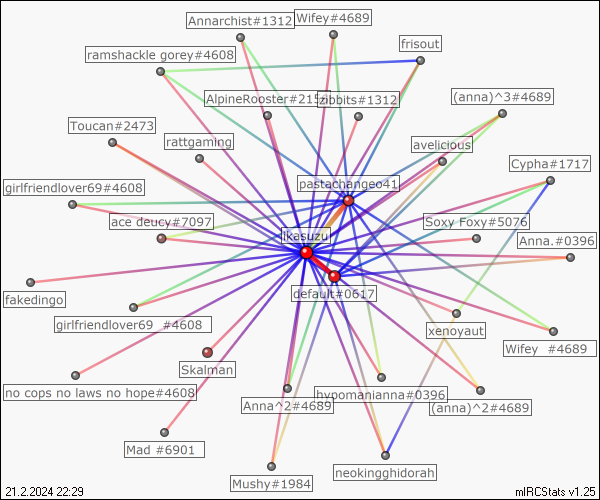 Annarchist#1312
Wifey#4689
frisout
ramshackle gorey#4608
AlpineRooster#215
zibbits#1312
(anna)^3#4689
Toucan#2473
rattgaming
avelicious
Cypha#1717
pastachangeo41
girlfriendlover69#4608
ace deucy#7097
ikasuzu
Soxy Foxy#5076
Anna.#0396
default#0617
fakedingo
girlfriendlover69_#4608
xenoyaut
Wifey__#4689
Skalman
no cops no laws no hope#4608
Anna^2#4689
hypomanianna#0396
(anna)^2#4689
Mad #6901
Mushy#1984
neokingghidorah
21.2.2024 22:29
mIRCStats v1.25